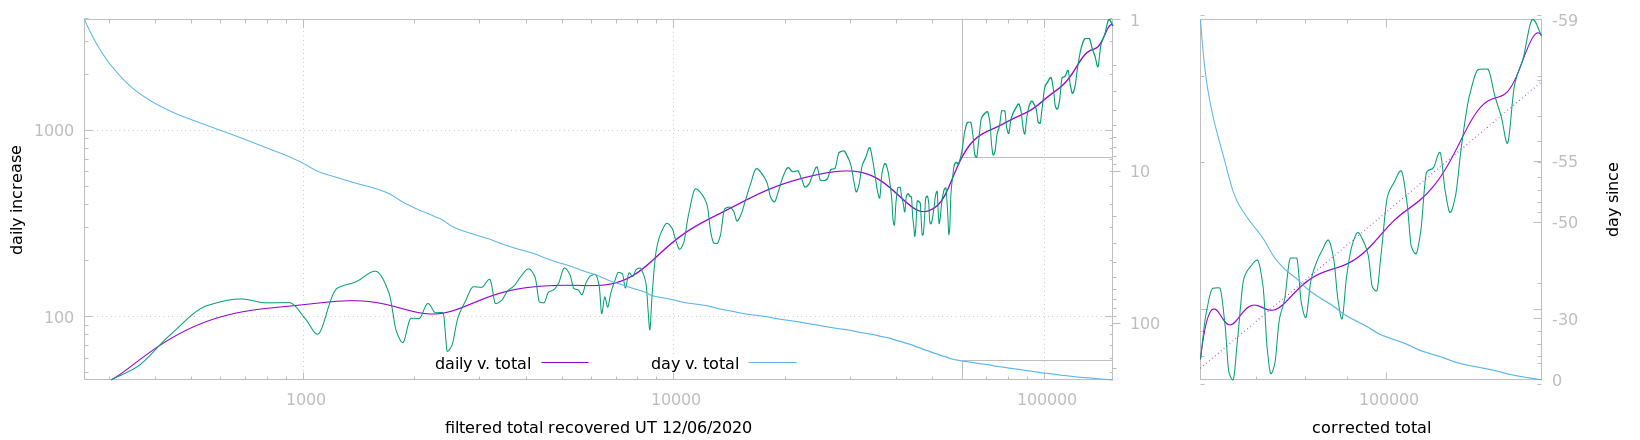 1
-59
1000
10
-55
-50
100
100
-30
0
daily increase
day since
daily v. total
day v. total
1000
10000
100000
100000
filtered total recovered UT 12/06/2020
corrected total